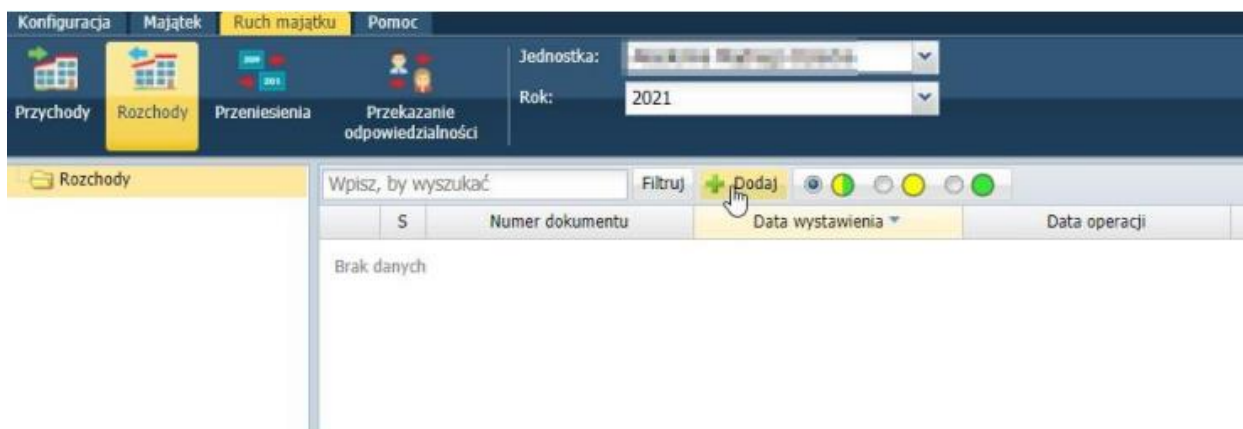 Konfiguracja Majątek Ruch majątku Pomoc
Jednostka:
Rok: 2021
Przychody Rozchody Przeniesienia Przekazanie
odpowiedzialności
Rozchody
Wpisz, by wyszukać Filtruj Dodaj
S Numer dokumentu Data wystawienia Data operacji
Brak danych